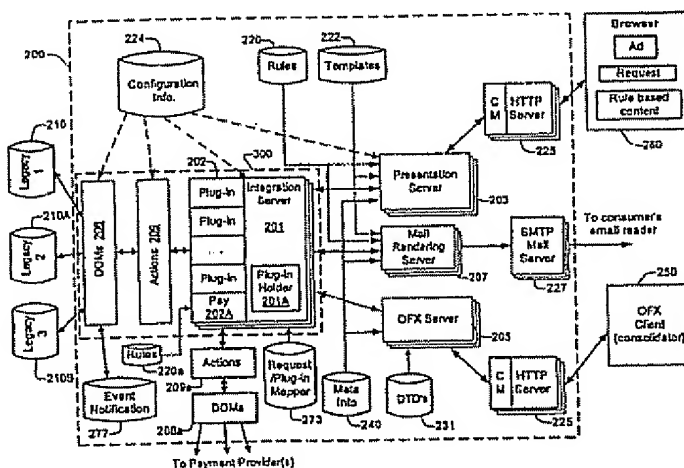 200
224
Configuration
Info.
220
Rules
222
Templates
Browser
Ad
Request
Rule based
content
260
C
M
HTTP
Server
225
210
Legacy
1
210A
Legacy
2
Legacy
3
210B
DOMs 208
Actions 209
202
300
Plug-In
Plug-In
...
Plug-In
Pay
202A
Integration
Server
201
Plug-In
Holder
201A
Presentation
Server
203
Mail
Rendering
Server
207
SMTP
Mail Server
227
To consumer's
email reader
OFX Server
205
250
OFX
Client
(consolidator)
C
M
HTTP
Server
225
Rules
220a
Actions
209a
DOMs
208a
Event
Notification
277
Request
/Plug-In
Mapper
273
Meta
Info
240
DTD's
231
To Payment Provider(s)